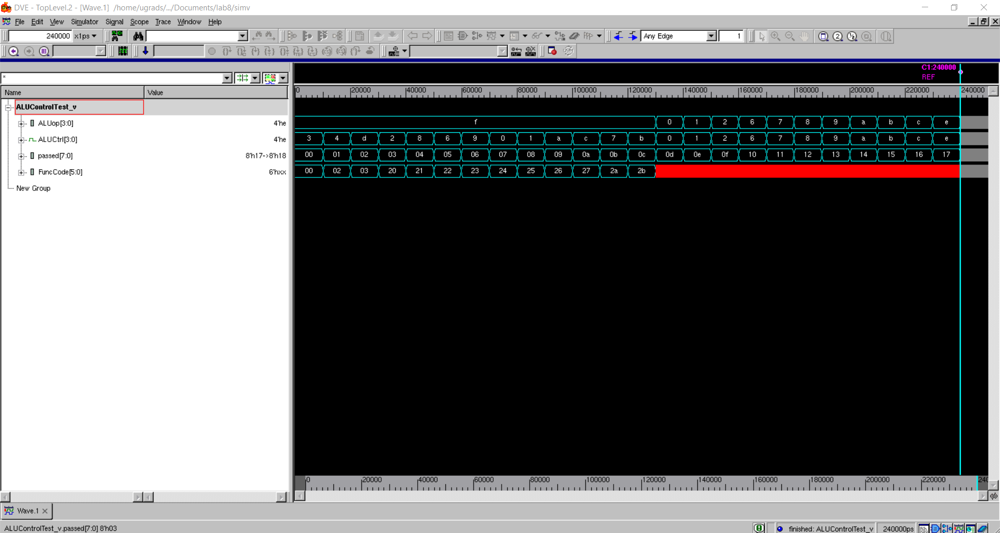 DVE - TopLevel.2 - [Wave.1] /home/ugrads/.../Documents/lab8/simv
File Edit View Simulator Signal Scope Trace Window Help
240000 x1ps Any Edge 1
C1:240000
REF
*
Name Value
0 20000 40000 60000 80000 100000 120000 140000 160000 180000 200000 220000 240000
ALUControlTest_v
ALUop[3:0] 4'he f 0 1 2 6 7 8 9 a b c e
ALUCtrl[3:0] 4'he 3 4 d 2 8 6 9 0 1 a c 7 b 0 1 2 6 7 8 9 a b c e
passed[7:0] 8'h17->8'h18 00 01 02 03 04 05 06 07 08 09 0a 0b 0c 0d 0e 0f 10 11 12 13 14 15 16 17
FuncCode[5:0] 6'hxx 00 02 03 20 21 22 23 24 25 26 27 2a 2b
New Group
0 20000 40000 60000 80000 100000 120000 140000 160000 180000 200000 220000 240
Wave.1
ALUControlTest_v.passed[7:0] 8'h03 finished: ALUControlTest_v 240000ps